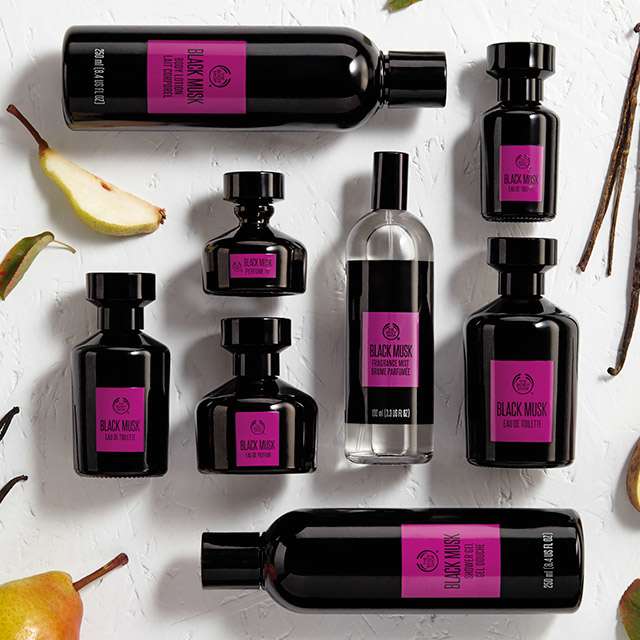 BLACK MUSK
BODY LOTION
LAIT CORPOREL
250 ml [8.4 US FL OZ]
BLACK MUSK
EAU DE TOILETTE
BLACK MUSK
PERFUME OIL
BLACK MUSK
FRAGRANCE MIST
BRUME PARFUMÉE
100 ml [3.3 US FL OZ]
BLACK MUSK
EAU DE TOILETTE
BLACK MUSK
EAU DE PARFUM
BLACK MUSK
EAU DE TOILETTE
BLACK MUSK
SHOWER GEL
GEL DOUCHE
250 ml [8.4 US FL OZ]